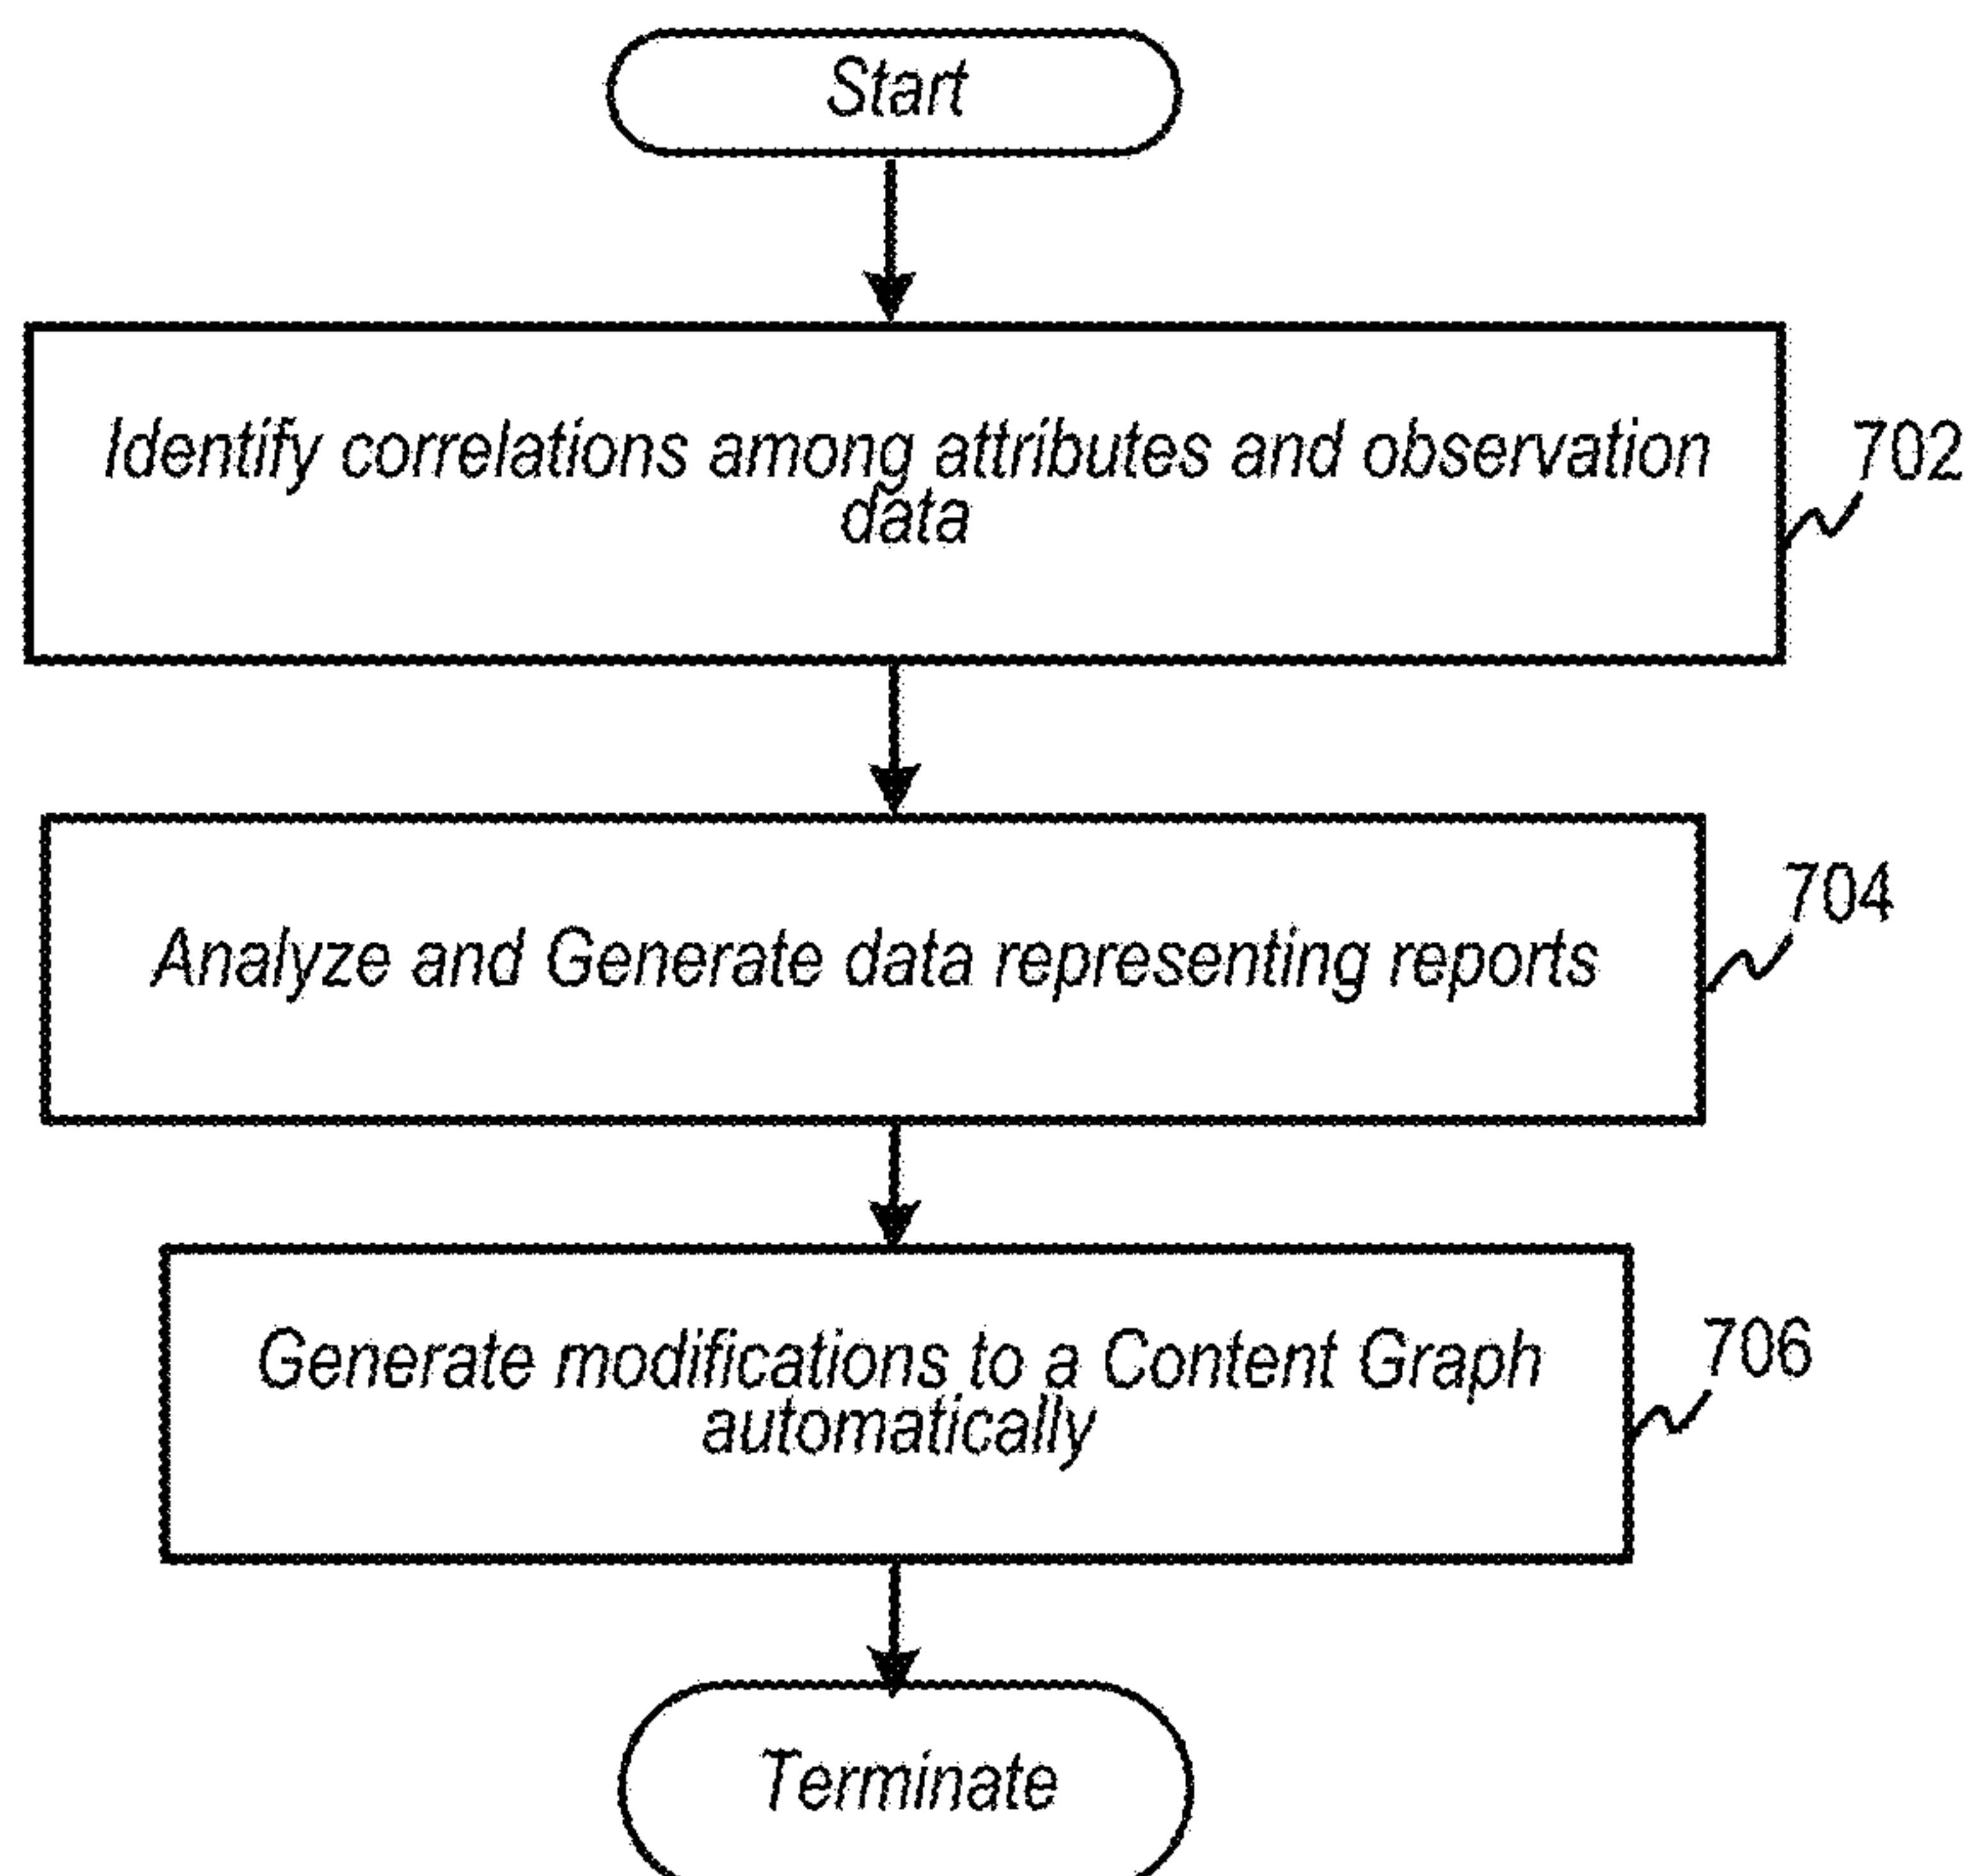 Start
Identify correlations among attributes and observation
data
702
Analyze and Generate data representing reports
704
Generate modifications to a Content Graph
automatically
706
Terminate